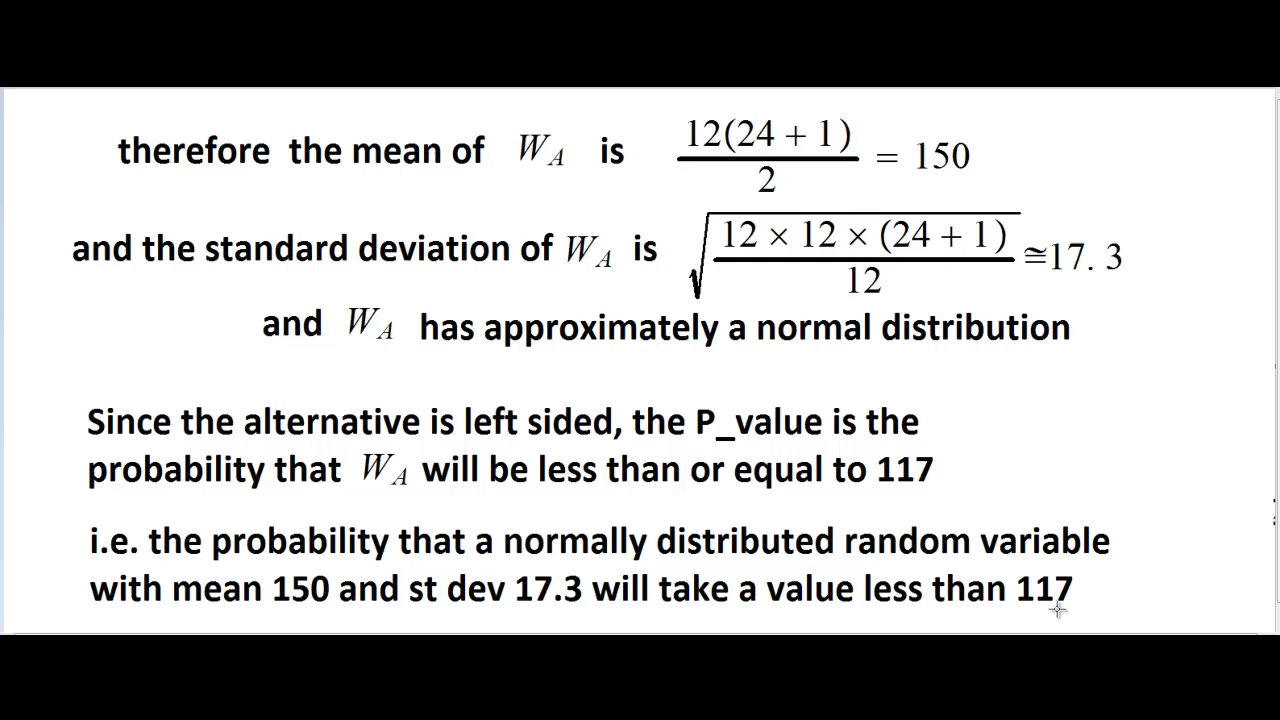 therefore the mean of W_A is 12(24 + 1) / 2 = 150
and the standard deviation of W_A is √(12 × 12 × (24 + 1) / 12) ≅ 17. 3
and W_A has approximately a normal distribution
Since the alternative is left sided, the P_value is the
probability that W_A will be less than or equal to 117
i.e. the probability that a normally distributed random variable
with mean 150 and st dev 17.3 will take a value less than 117